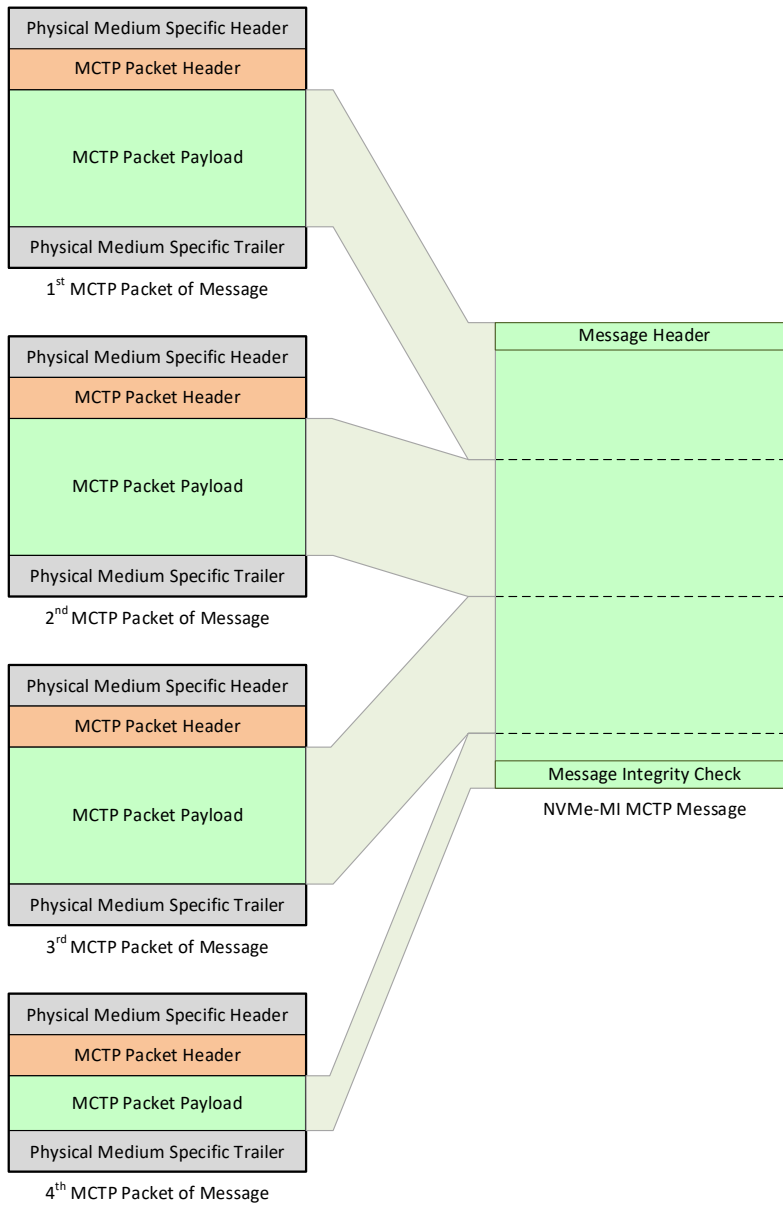 Physical Medium Specific Header
MCTP Packet Header
MCTP Packet Payload
Physical Medium Specific Trailer
1st MCTP Packet of Message
Physical Medium Specific Header
MCTP Packet Header
MCTP Packet Payload
Physical Medium Specific Trailer
2nd MCTP Packet of Message
Physical Medium Specific Header
MCTP Packet Header
MCTP Packet Payload
Physical Medium Specific Trailer
3rd MCTP Packet of Message
Physical Medium Specific Header
MCTP Packet Header
MCTP Packet Payload
Physical Medium Specific Trailer
4th MCTP Packet of Message
Message Header
Message Integrity Check
NVMe-MI MCTP Message